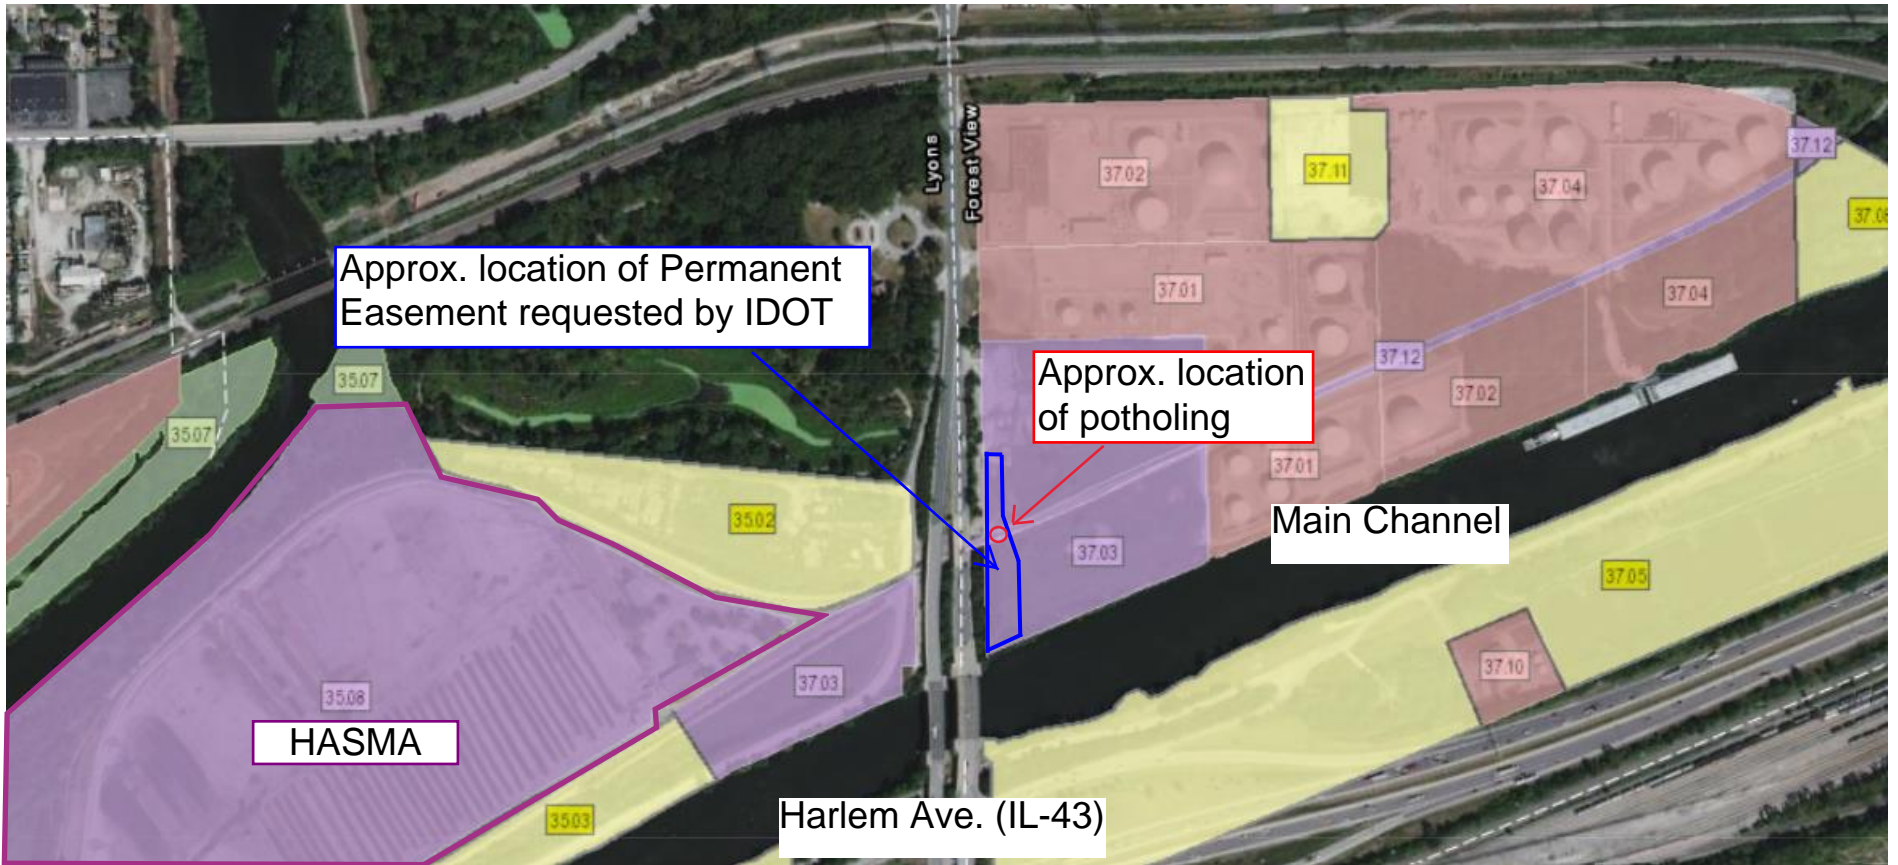 Lyons
Forest View
37.02
37.11
37.04
37.12
37.08
Approx. location of Permanent
Easement requested by IDOT
37.01
37.04
37.12
Approx. location
of potholing
35.07
35.07
37.02
37.01
35.02
Main Channel
37.03
37.05
37.10
37.03
35.08
HASMA
35.03
Harlem Ave. (IL-43)